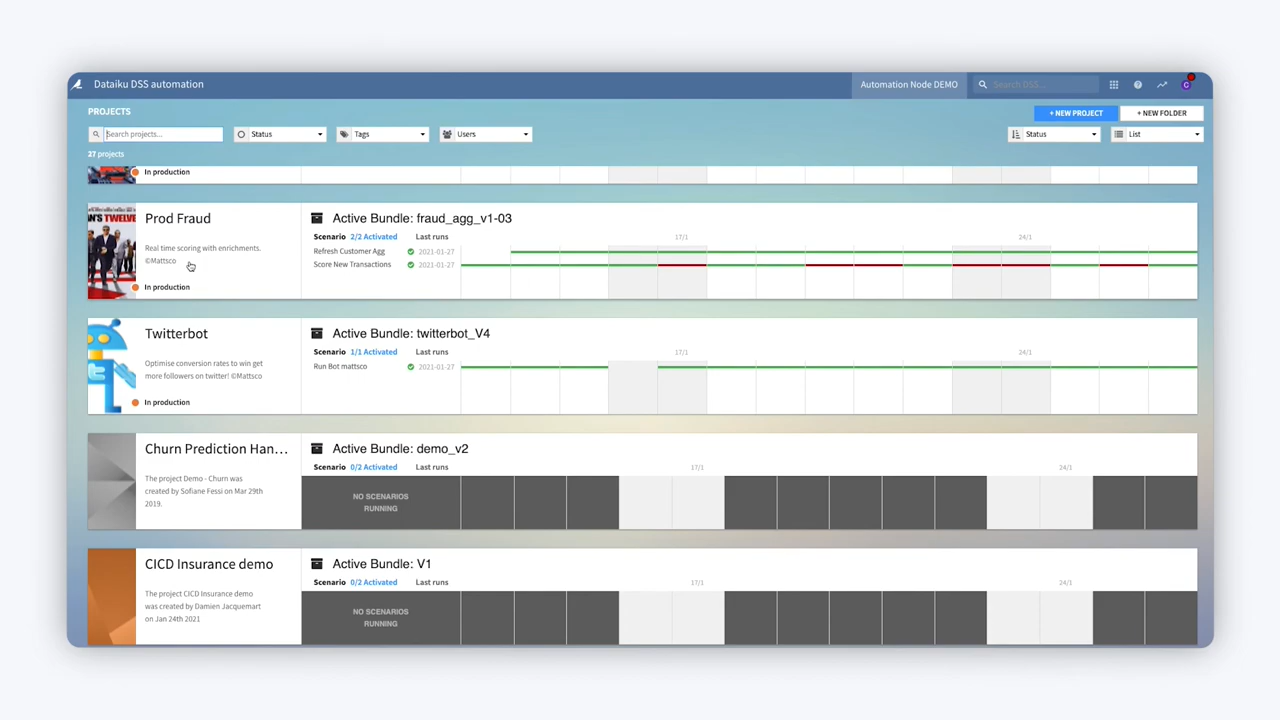 Dataiku DSS automation
Automation Node DEMO
Search DSS...
C
PROJECTS
+ NEW PROJECT
+ NEW FOLDER
Search projects...
Status
Tags
Users
Status
List
27 projects
In production
Prod Fraud
Real time scoring with enrichments.
©Mattsco
In production
AN'S TWELVE
Active Bundle: fraud_agg_v1-03
Scenario 2/2 Activated Last runs 17/1 24/1
Refresh Customer Agg 2021-01-27
Score New Transactions 2021-01-27
Twitterbot
Optimise conversion rates to win get
more followers on twitter! ©Mattsco
In production
Active Bundle: twitterbot_V4
Scenario 1/1 Activated Last runs 17/1 24/1
Run Bot mattsco 2021-01-27
Churn Prediction Han...
The project Demo - Churn was
created by Sofiane Fessi on Mar 29th
2019.
Active Bundle: demo_v2
Scenario 0/2 Activated Last runs 17/1 24/1
NO SCENARIOS
RUNNING
CICD Insurance demo
The project CICD Insurance demo
was created by Damien Jacquemart
on Jan 24th 2021
Active Bundle: V1
Scenario 0/2 Activated Last runs 17/1 24/1
NO SCENARIOS
RUNNING